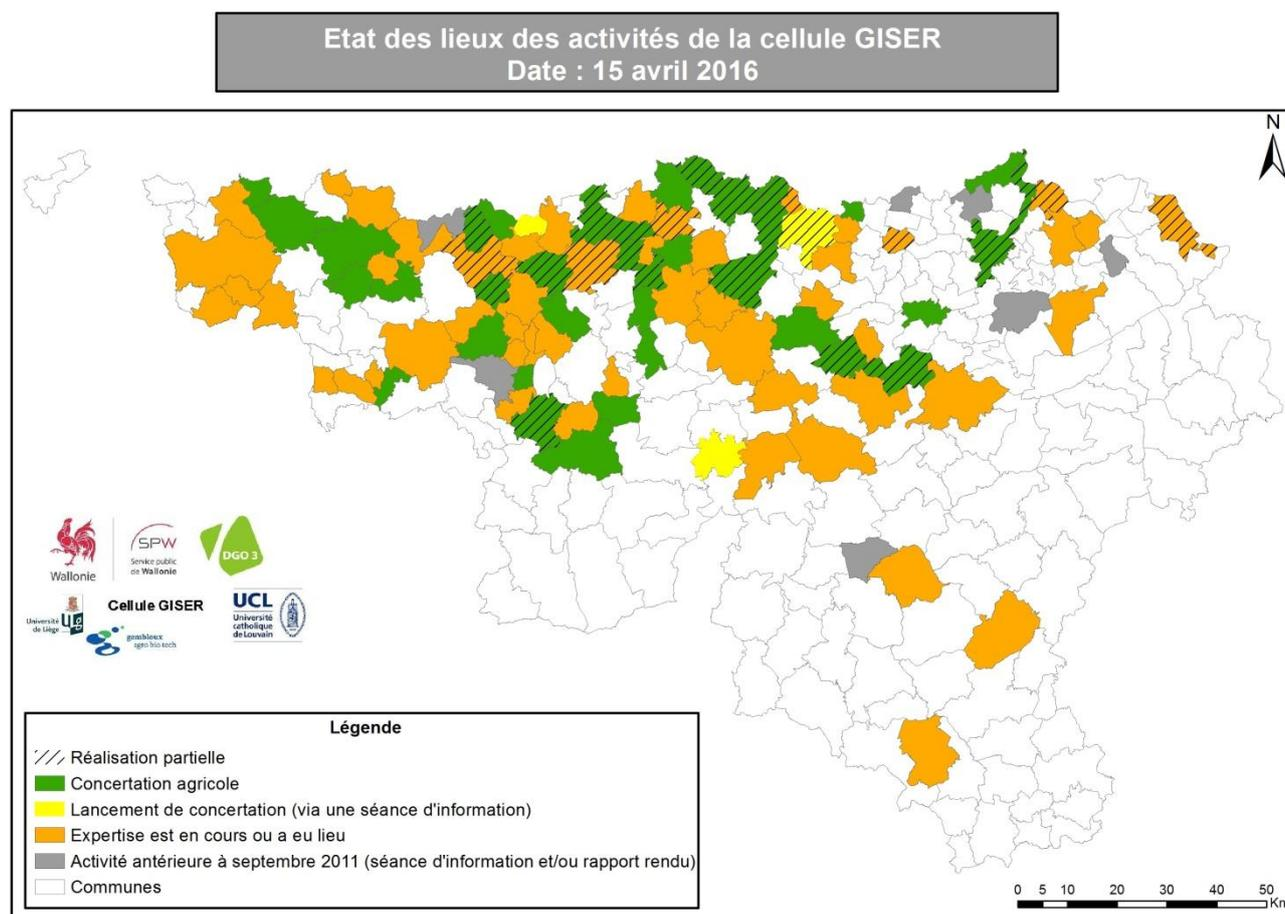 Etat des lieux des activités de la cellule GISER
Date : 15 avril 2016
N
Wallonie
SPW
Service public
de Wallonie
DGO 3
Université
de Liège
ULg
Cellule GISER
gembloux
agro bio tech
UCL
Université
catholique
de Louvain
Légende
Réalisation partielle
Concertation agricole
Lancement de concertation (via une séance d'information)
Expertise est en cours ou a eu lieu
Activité antérieure à septembre 2011 (séance d'information et/ou rapport rendu)
Communes
0 5 10 20 30 40 50
Km